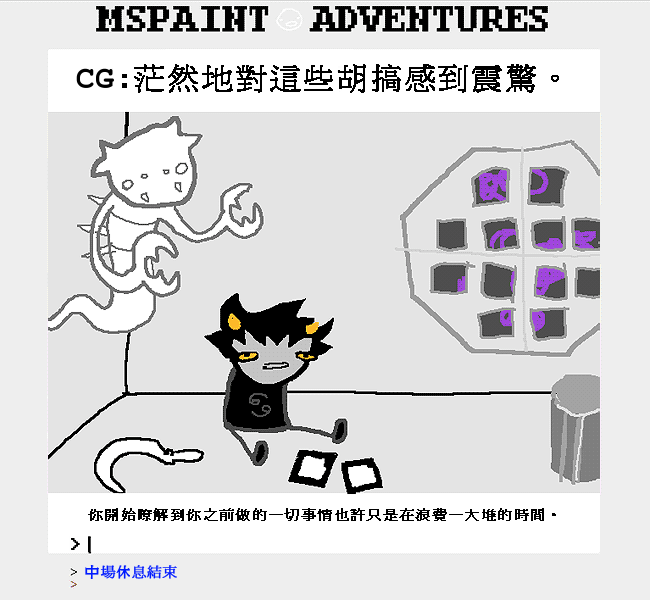 MSPAINT ADVENTURES
CG:茫然地對這些胡搞感到震驚。
你開始瞭解到你之前做的一切事情也許只是在浪費一大堆的時間。
>|
> 中場休息結束
>